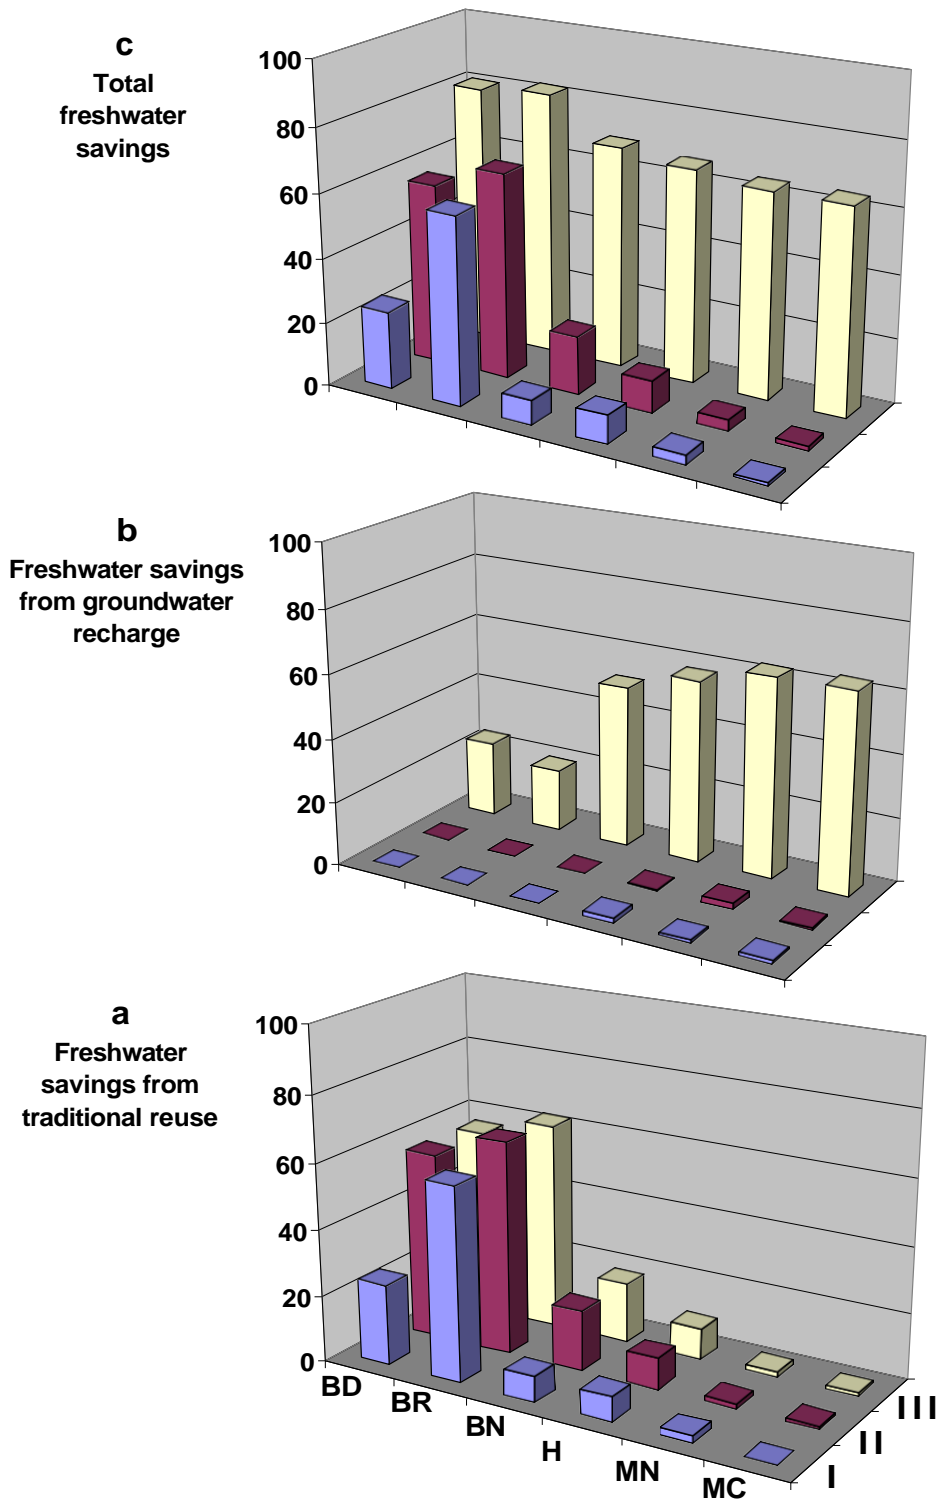 c
Total
freshwater
savings
100
80
60
40
20
0
b
Freshwater savings
from groundwater
recharge
100
80
60
40
20
0
a
Freshwater
savings from
traditional reuse
100
80
60
40
20
0
BD
BR
BN
H
MN
MC
I
II
III